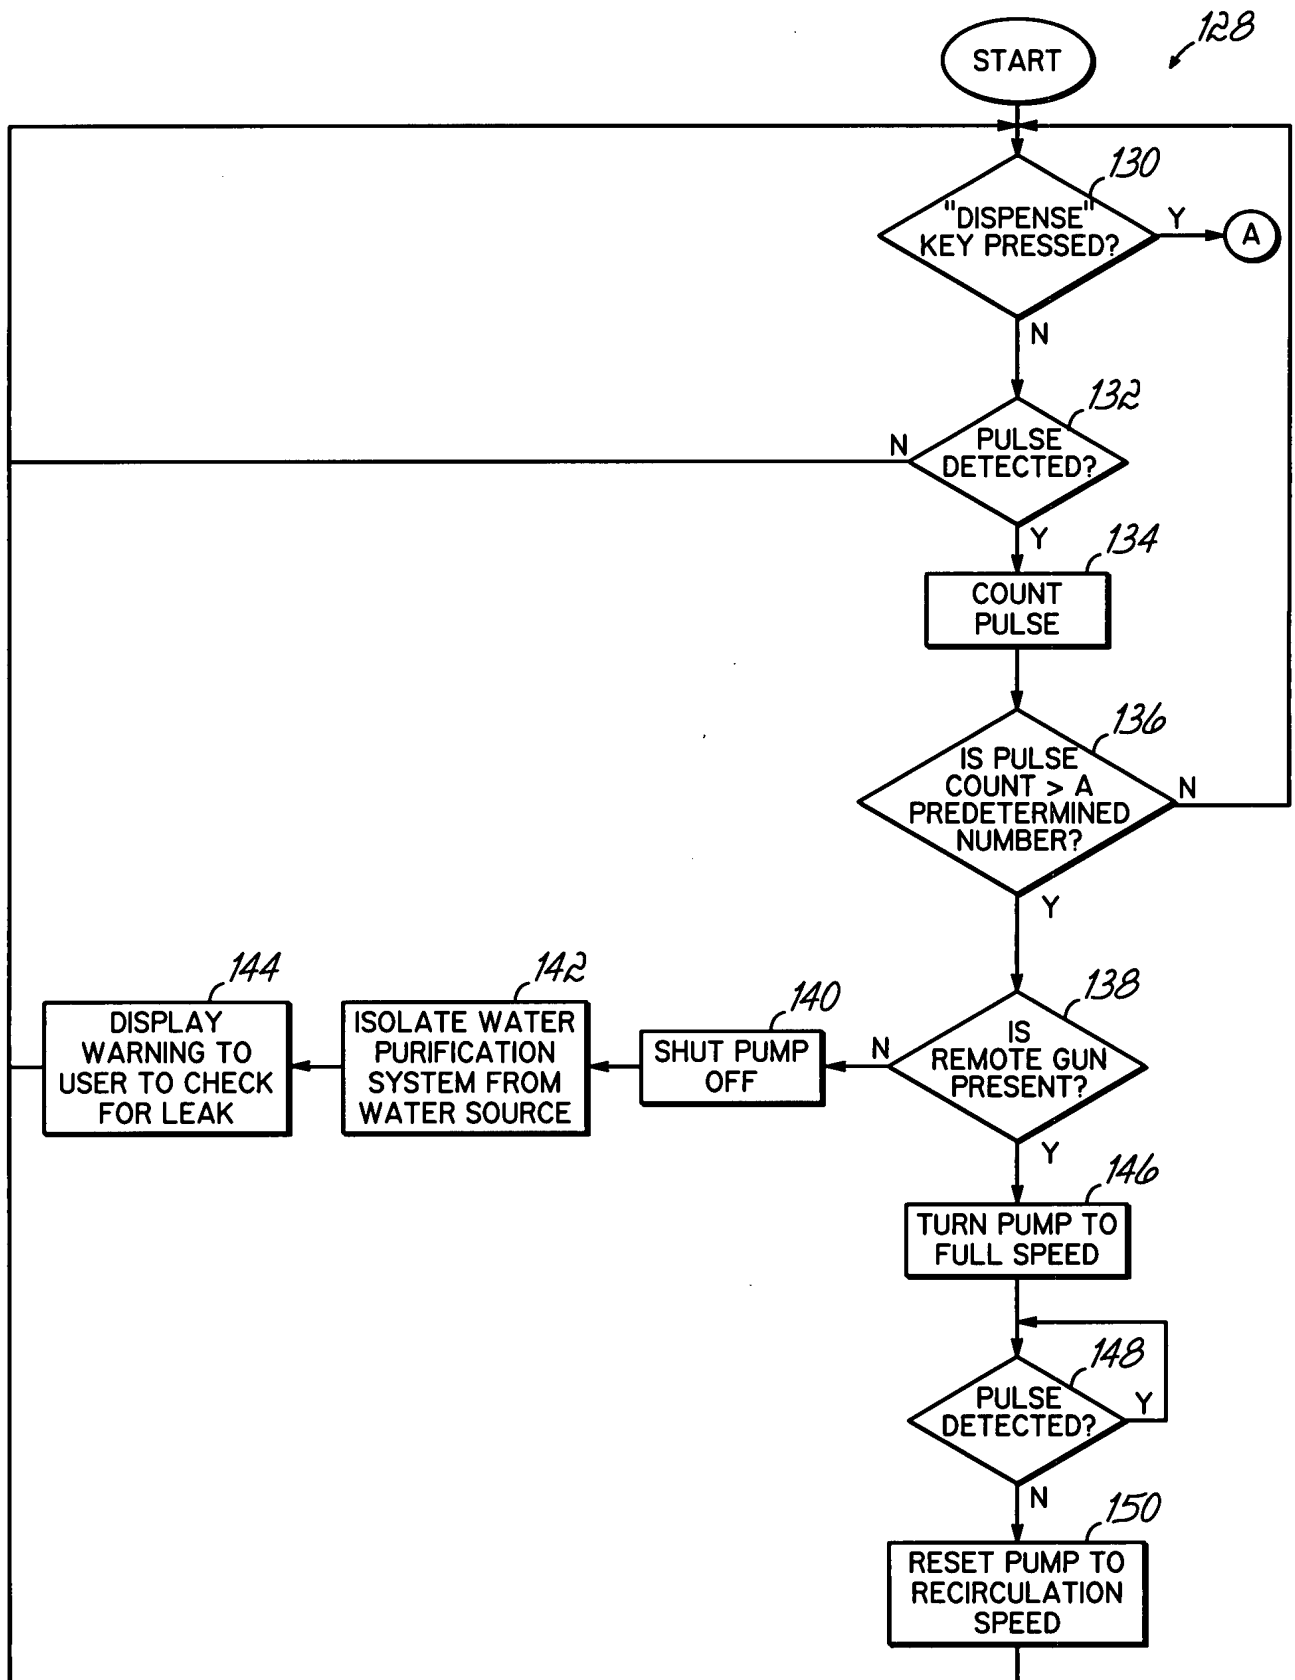 128
START
130
"DISPENSE"
KEY PRESSED?
Y
A
N
132
N
PULSE
DETECTED?
Y
134
COUNT
PULSE
136
IS PULSE
COUNT > A
PREDETERMINED
NUMBER?
N
Y
144
DISPLAY
WARNING TO
USER TO CHECK
FOR LEAK
142
ISOLATE WATER
PURIFICATION
SYSTEM FROM
WATER SOURCE
140
SHUT PUMP
OFF
138
N
IS
REMOTE GUN
PRESENT?
Y
146
TURN PUMP TO
FULL SPEED
148
PULSE
DETECTED?
Y
N
150
RESET PUMP TO
RECIRCULATION
SPEED